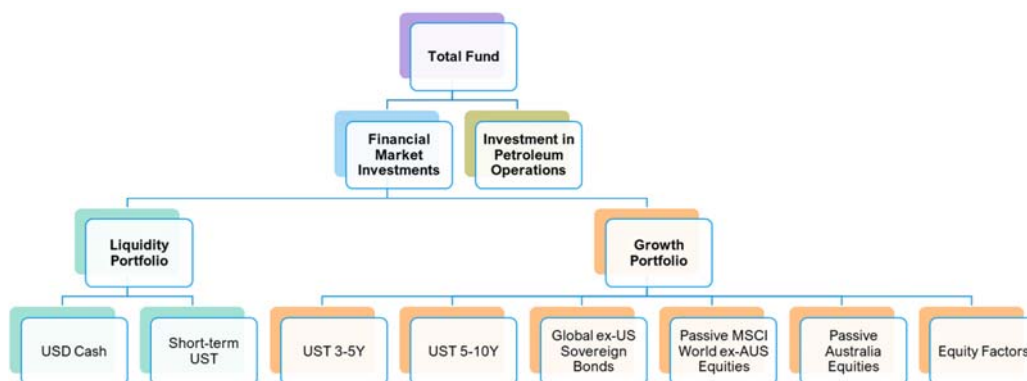 Total Fund
Financial
Market
Investments
Investment in
Petroleum
Operations
Liquidity
Portfolio
Growth
Portfolio
USD Cash
Short-term
UST
UST 3-5Y
UST 5-10Y
Global ex-US
Sovereign
Bonds
Passive MSCI
World ex-AUS
Equities
Passive
Australia
Equities
Equity Factors